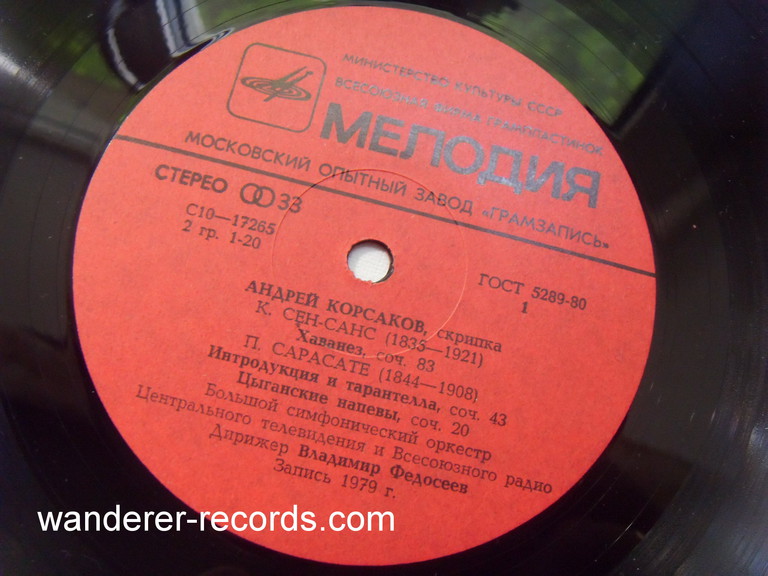 МИНИСТЕРСТВО КУЛЬТУРЫ СССР
ВСЕСОЮЗНАЯ ФИРМА ГРАМПЛАСТИНОК
МЕЛОДИЯ
МОСКОВСКИЙ ОПЫТНЫЙ ЗАВОД «ГРАМЗАПИСЬ»
СТЕРЕО 33
С10—17265
2 гр. 1-20
ГОСТ 5289-80
1
АНДРЕЙ КОРСАКОВ, скрипка
К. СЕН-САНС (1835—1921)
Хаванез, соч. 83
П. САРАСАТЕ (1844—1908)
Интродукция и тарантелла, соч. 43
Цыганские напевы, соч. 20
Большой симфонический оркестр
Центрального телевидения и Всесоюзного радио
Дирижер Владимир Федосеев
Запись 1979 г.
wanderer-records.com